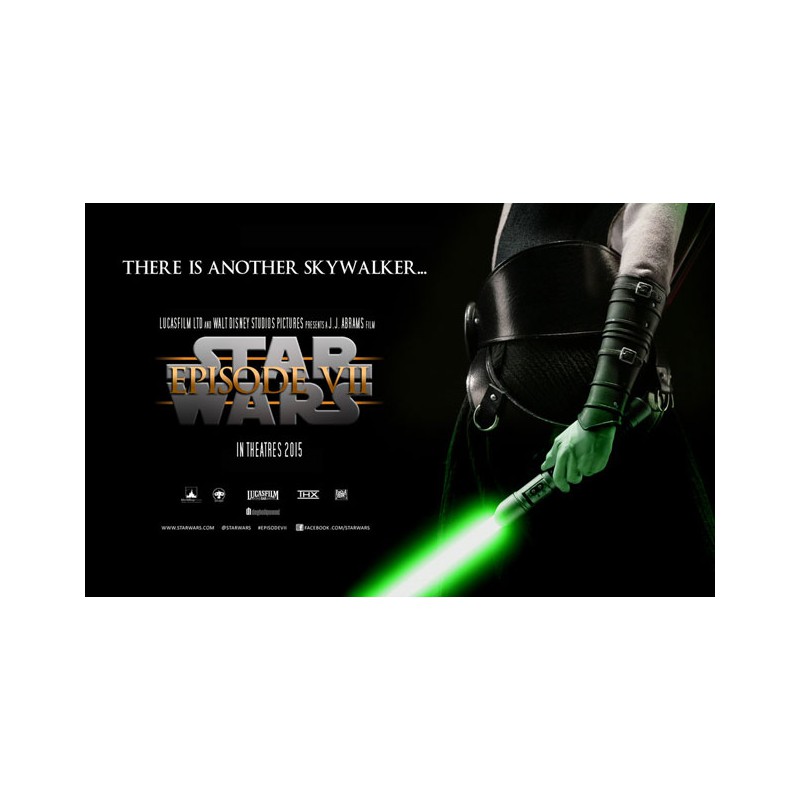 THERE IS ANOTHER SKYWALKER...
LUCASFILM LTD AND WALT DISNEY STUDIOS PICTURES PRESENTS A J. J. ABRAMS FILM
STAR
EPISODE VII
WARS
IN THEATRES 2015
LUCASFILM THX
WWW.STARWARS.COM @STARWARS #EPISODEVII FACEBOOK.COM/STARWARS